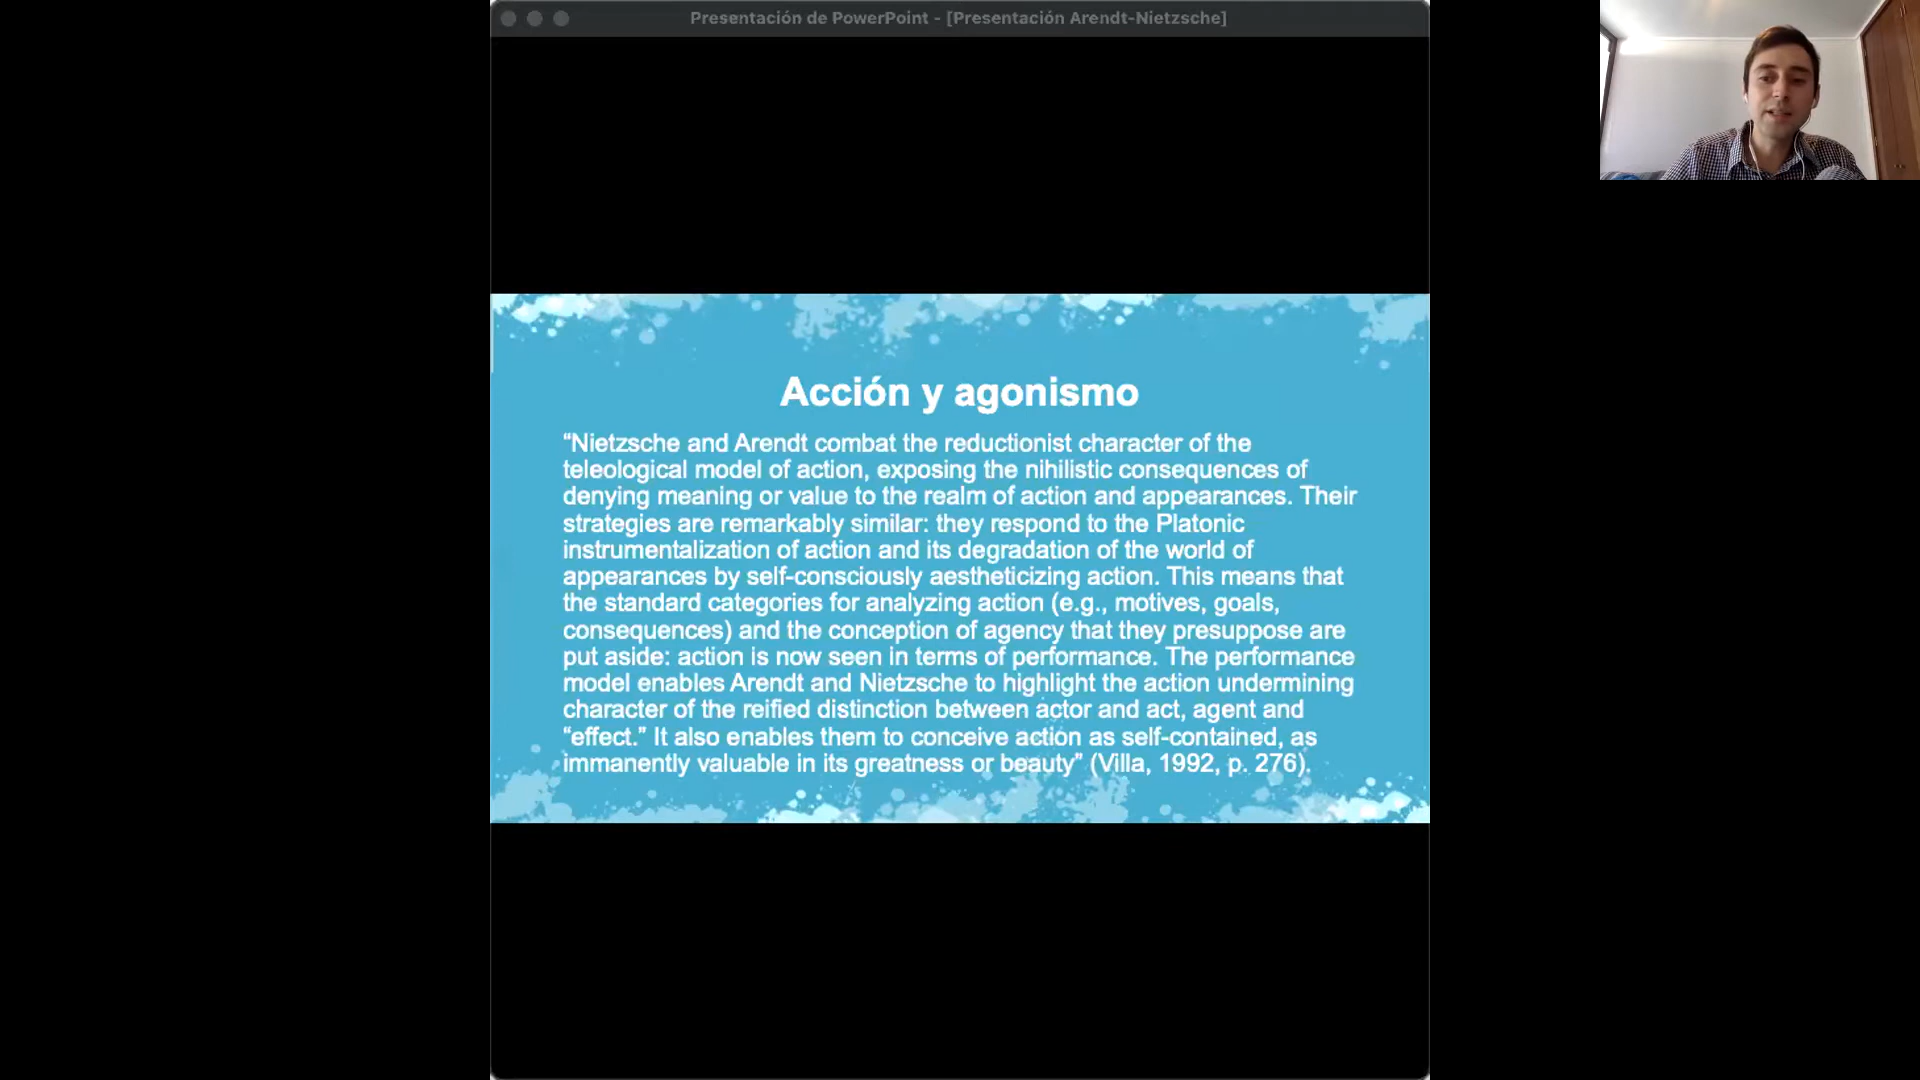 Presentación de PowerPoint - [Presentación Arendt-Nietzsche]
Acción y agonismo
“Nietzsche and Arendt combat the reductionist character of the
teleological model of action, exposing the nihilistic consequences of
denying meaning or value to the realm of action and appearances. Their
strategies are remarkably similar: they respond to the Platonic
instrumentalization of action and its degradation of the world of
appearances by self-consciously aestheticizing action. This means that
the standard categories for analyzing action (e.g., motives, goals,
consequences) and the conception of agency that they presuppose are
put aside: action is now seen in terms of performance. The performance
model enables Arendt and Nietzsche to highlight the action undermining
character of the reified distinction between actor and act, agent and
“effect.” It also enables them to conceive action as self-contained, as
immanently valuable in its greatness or beauty” (Villa, 1992, p. 276).